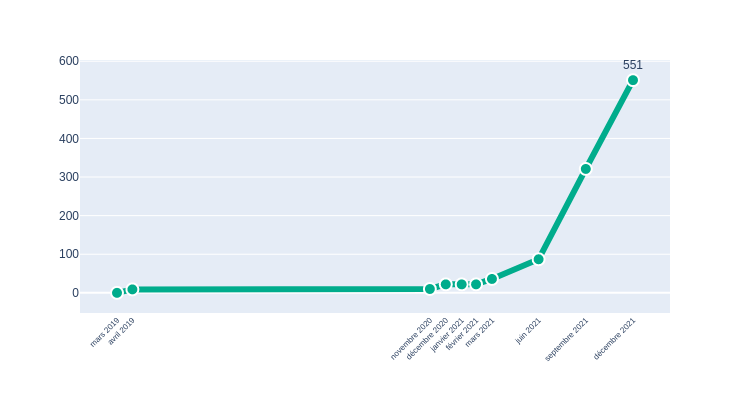 600
551
500
400
300
200
100
0
mars 2019
avril 2019
novembre 2020
décembre 2020
janvier 2021
février 2021
mars 2021
juin 2021
septembre 2021
décembre 2021